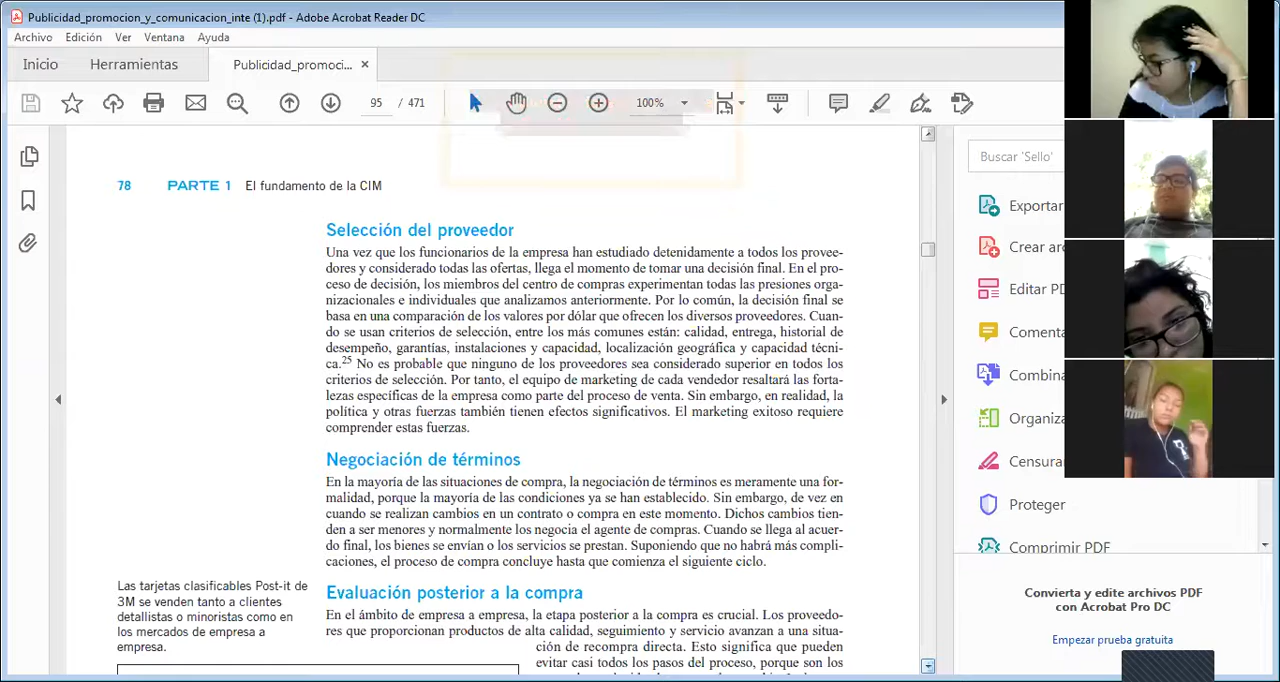 Publicidad_promocion_y_comunicacion_inte (1).pdf - Adobe Acrobat Reader DC
Archivo Edición Ver Ventana Ayuda
Inicio Herramientas Publicidad_promoci... ×
95 / 471 100%
Buscar 'Sello'
78 PARTE 1 El fundamento de la CIM
Selección del proveedor
Una vez que los funcionarios de la empresa han estudiado detenidamente a todos los provee-
dores y considerado todas las ofertas, llega el momento de tomar una decisión final. En el pro-
ceso de decisión, los miembros del centro de compras experimentan todas las presiones orga-
nizacionales e individuales que analizamos anteriormente. Por lo común, la decisión final se
basa en una comparación de los valores por dólar que ofrecen los diversos proveedores. Cuan-
do se usan criterios de selección, entre los más comunes están: calidad, entrega, historial de
desempeño, garantías, instalaciones y capacidad, localización geográfica y capacidad técni-
ca.25 No es probable que ninguno de los proveedores sea considerado superior en todos los
criterios de selección. Por tanto, el equipo de marketing de cada vendedor resaltará las forta-
lezas específicas de la empresa como parte del proceso de venta. Sin embargo, en realidad, la
política y otras fuerzas también tienen efectos significativos. El marketing exitoso requiere
comprender estas fuerzas.
Negociación de términos
En la mayoría de las situaciones de compra, la negociación de términos es meramente una for-
malidad, porque la mayoría de las condiciones ya se han establecido. Sin embargo, de vez en
cuando se realizan cambios en un contrato o compra en este momento. Dichos cambios tien-
den a ser menores y normalmente los negocia el agente de compras. Cuando se llega al acuer-
do final, los bienes se envían o los servicios se prestan. Suponiendo que no habrá más compli-
caciones, el proceso de compra concluye hasta que comienza el siguiente ciclo.
Las tarjetas clasificables Post-it de
3M se venden tanto a clientes
detallistas o minoristas como en
los mercados de empresa a
empresa.
Evaluación posterior a la compra
En el ámbito de empresa a empresa, la etapa posterior a la compra es crucial. Los proveedo-
res que proporcionan productos de alta calidad, seguimiento y servicio avanzan a una situa-
ción de recompra directa. Esto significa que pueden
evitar casi todos los pasos del proceso, porque son los
Exportar
Crear ar
Editar PD
Comenta
Combina
Organiz
Censura
Proteger
Comprimir PDF
Convierta y edite archivos PDF
con Acrobat Pro DC
Empezar prueba gratuita